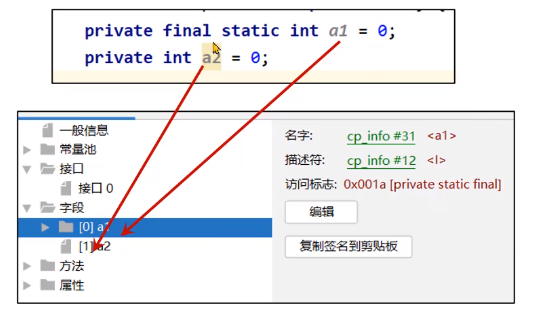 private final static int a1 = 0;
private int a2 = 0;
一般信息
常量池
接口
接口 0
字段
[0] a1
[1] a2
方法
属性
名字: cp_info #31 <a1>
描述符: cp_info #12 <I>
访问标志: 0x001a [private static final]
编辑
复制签名到剪贴板